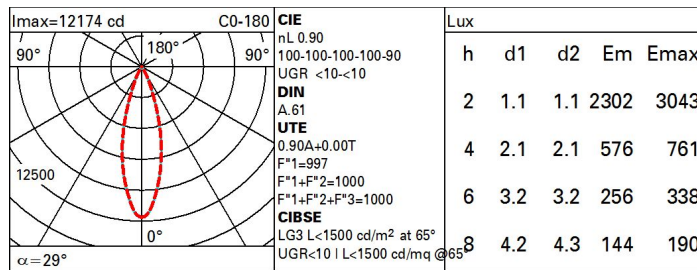 Imax=12174 cd C0-180
90° 180° 90°
12500
0°
α=29°
CIE
nL 0.90
100-100-100-100-90
UGR <10-<10
DIN
A.61
UTE
0.90A+0.00T
F"1=997
F"1+F"2=1000
F"1+F"2+F"3=1000
CIBSE
LG3 L<1500 cd/m² at 65°
UGR<10 | L<1500 cd/mq @65°
Lux
h d1 d2 Em Emax
2 1.1 1.1 2302 3043
4 2.1 2.1 576 761
6 3.2 3.2 256 338
8 4.2 4.3 144 190